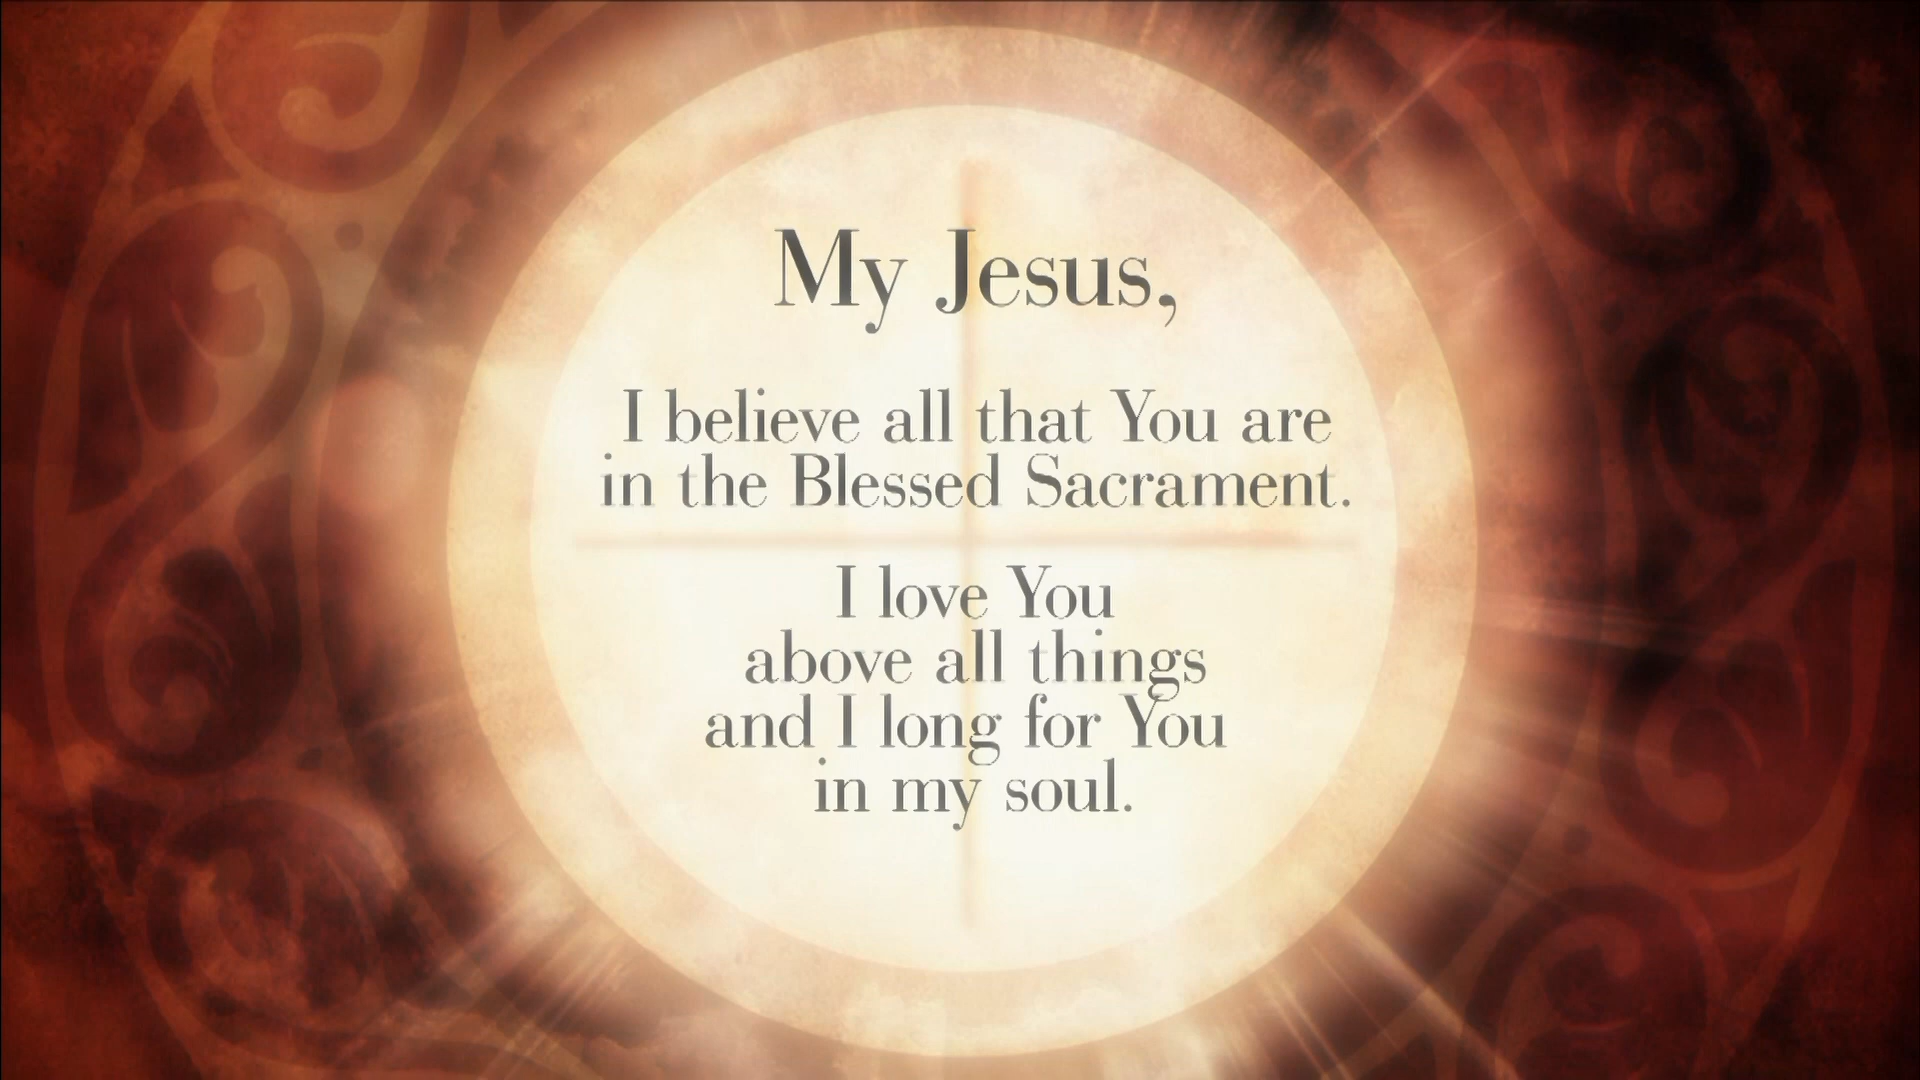 My Jesus,
I believe all that You are
in the Blessed Sacrament.
I love You
above all things
and I long for You
in my soul.